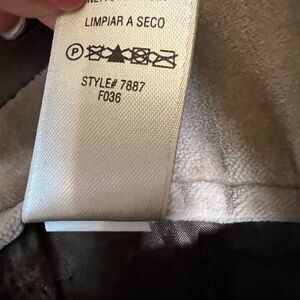 LIMPIAR A SECO
P
STYLE# 7887
F036